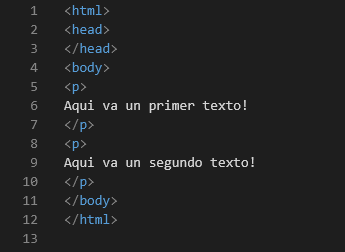 1 <html>
2 <head>
3 </head>
4 <body>
5 <p>
6 Aqui va un primer texto!
7 </p>
8 <p>
9 Aqui va un segundo texto!
10 </p>
11 </body>
12 </html>
13